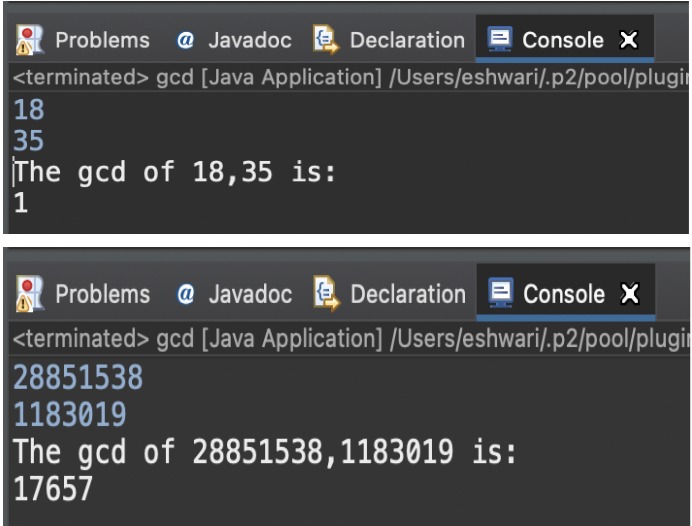 Problems @ Javadoc Declaration Console
<terminated> gcd [Java Application] /Users/eshwari/.p2/pool/plugin
18
35
The gcd of 18,35 is:
1
Problems @ Javadoc Declaration Console
<terminated> gcd [Java Application] /Users/eshwari/.p2/pool/plugin
28851538
1183019
The gcd of 28851538,1183019 is:
17657